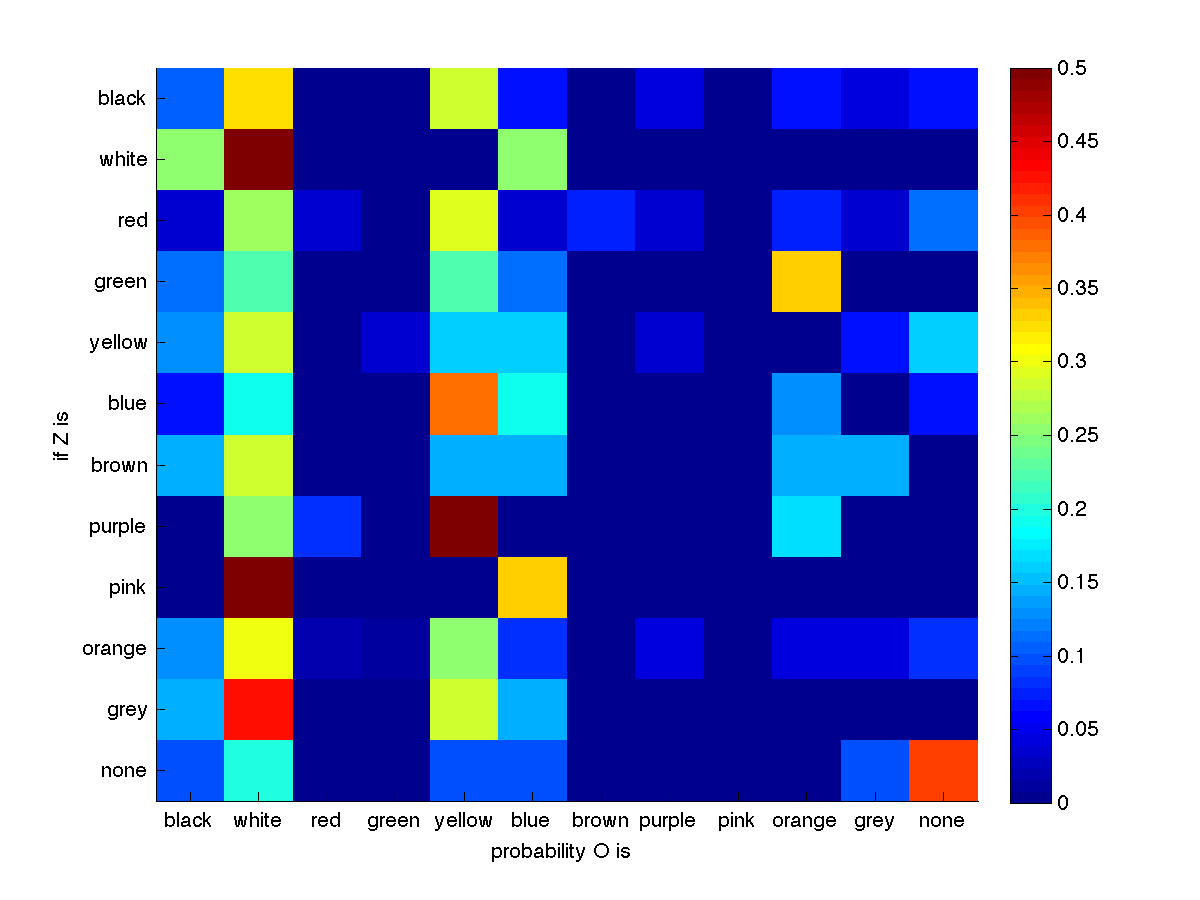 black
white
red
green
yellow
blue
brown
purple
pink
orange
grey
none
if Z is
black white red green yellow blue brown purple pink orange grey none
probability O is
0.5
0.45
0.4
0.35
0.3
0.25
0.2
0.15
0.1
0.05
0